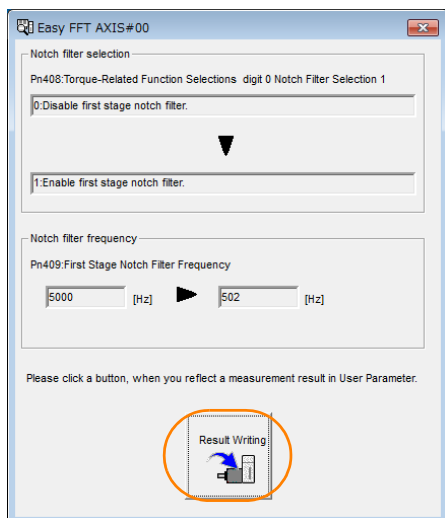 Easy FFT AXIS#00
Notch filter selection
Pn408:Torque-Related Function Selections digit 0 Notch Filter Selection 1
0:Disable first stage notch filter.
1:Enable first stage notch filter.
Notch filter frequency
Pn409:First Stage Notch Filter Frequency
5000 [Hz] 502 [Hz]
Please click a button, when you reflect a measurement result in User Parameter.
Result Writing